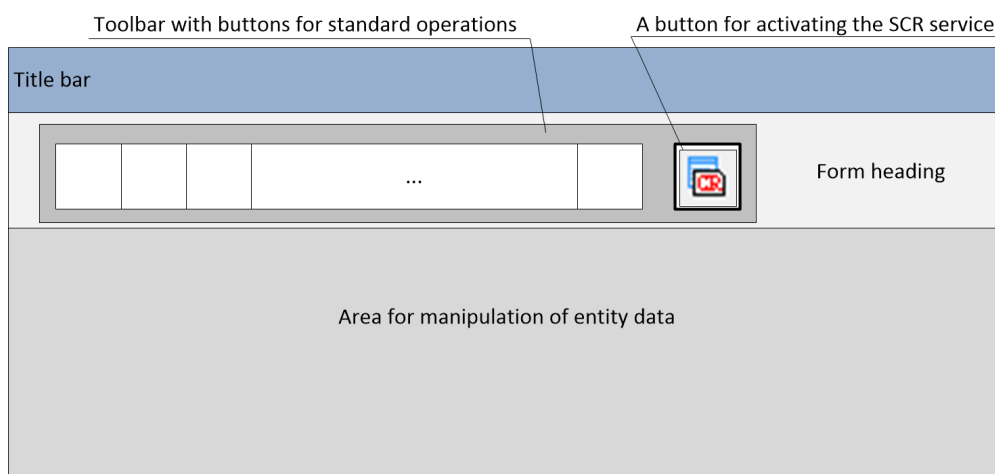 Toolbar with buttons for standard operations
A button for activating the SCR service
Title bar
...
CR
Form heading
Area for manipulation of entity data